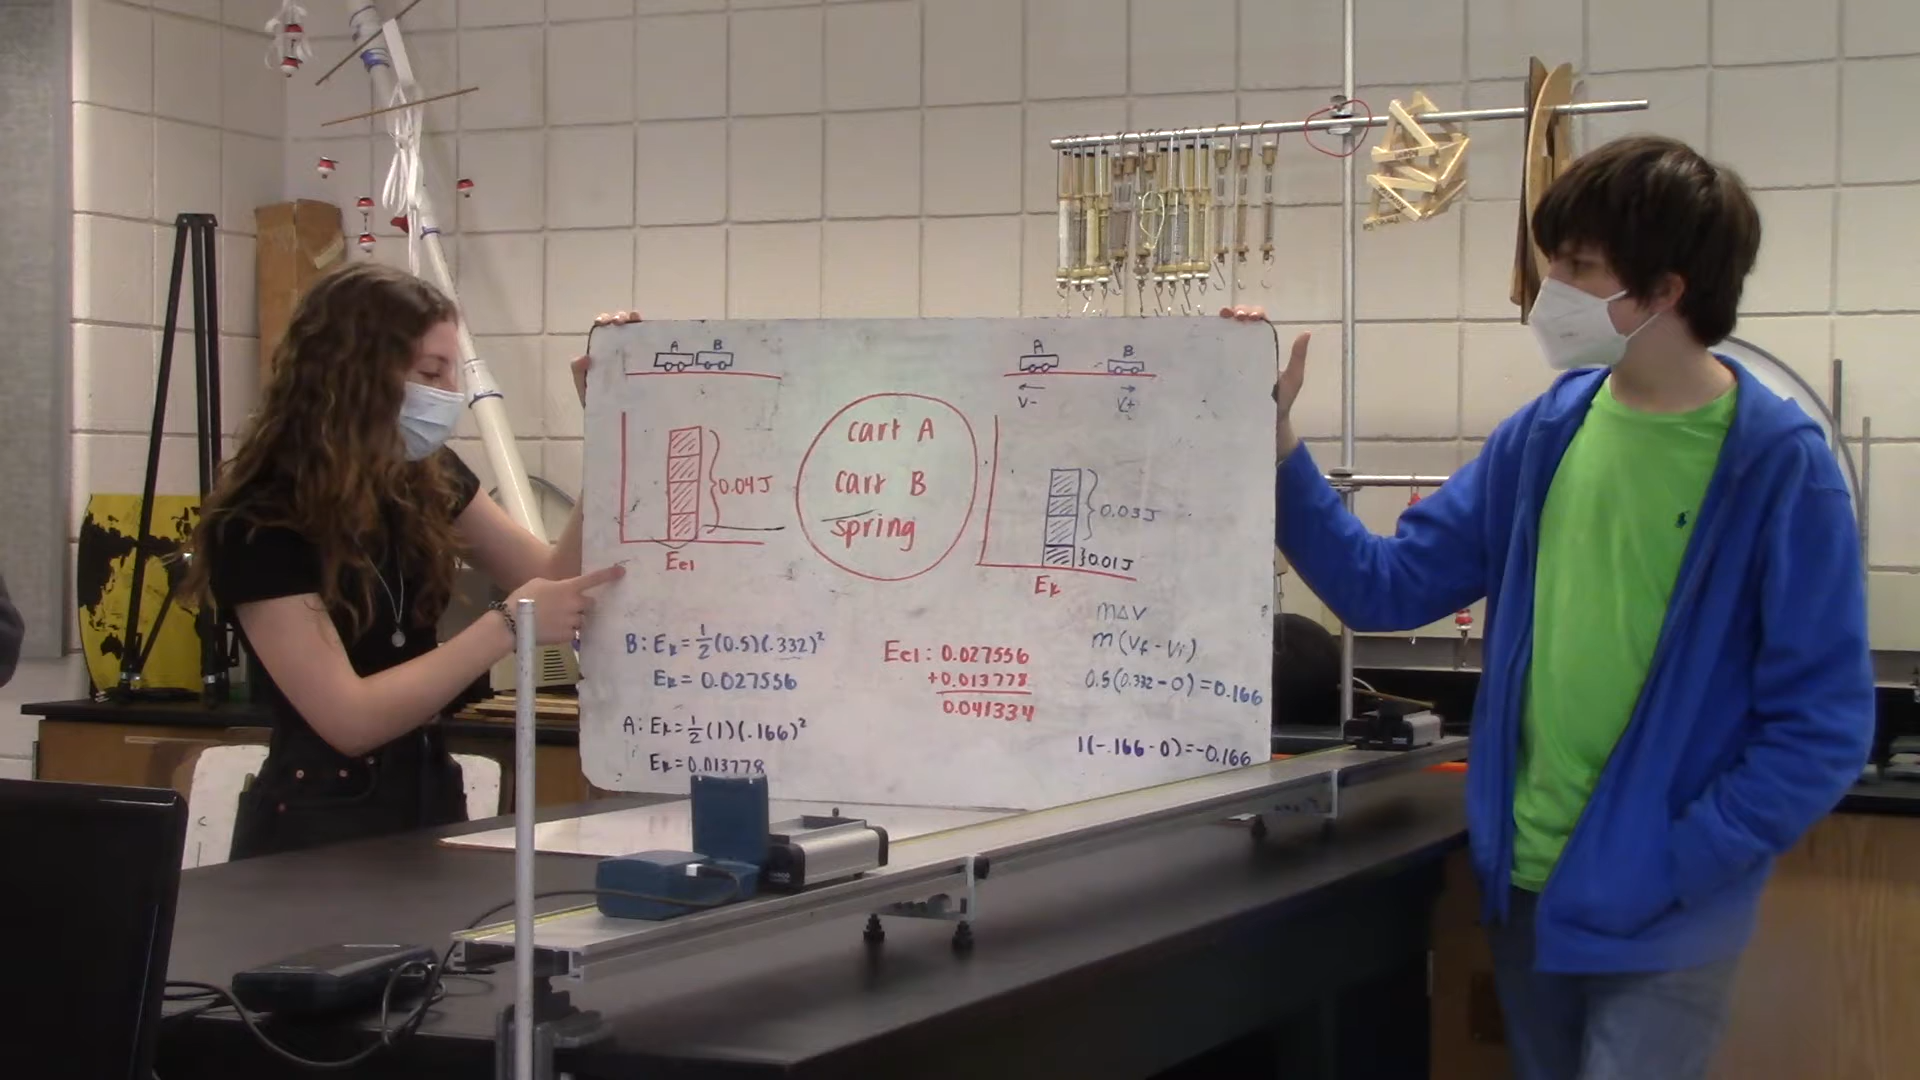 A B
A
B
V-
V+
cart A
cart B
spring
0.04J
Eel
0.03J
0.01J
Ek
B: Ek = 1/2 (0.5)(.332)²
Ek = 0.027556
A: Ek = 1/2 (1)(.166)²
Ek = 0.013778
Eel: 0.027556
+0.013778
0.041334
m∆V
m(Vf - Vi)
0.5(0.332 - 0) = 0.166
1(-.166 - 0) = -0.166